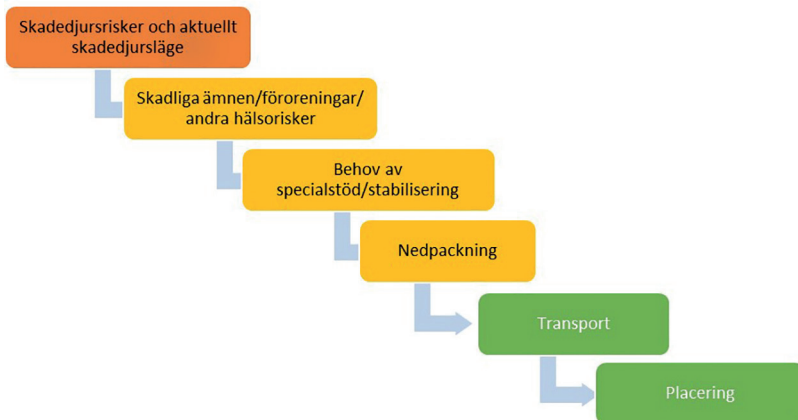 Skadedjursrisker och aktuellt
skadedjursläge
Skadliga ämnen/föroreningar/
andra hälsorisker
Behov av
specialstöd/stabilisering
Nedpackning
Transport
Placering